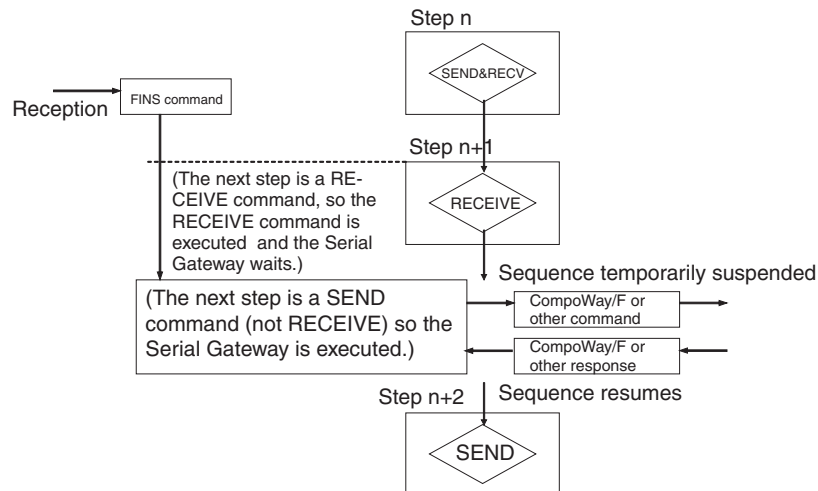 Step n
SEND&RECV
Reception
FINS command
Step n+1
(The next step is a RE-
CEIVE command, so the
RECEIVE command is
executed and the Serial
Gateway waits.)
RECEIVE
Sequence temporarily suspended
(The next step is a SEND
command (not RECEIVE) so the
Serial Gateway is executed.)
CompoWay/F or
other command
CompoWay/F or
other response
Step n+2
Sequence resumes
SEND